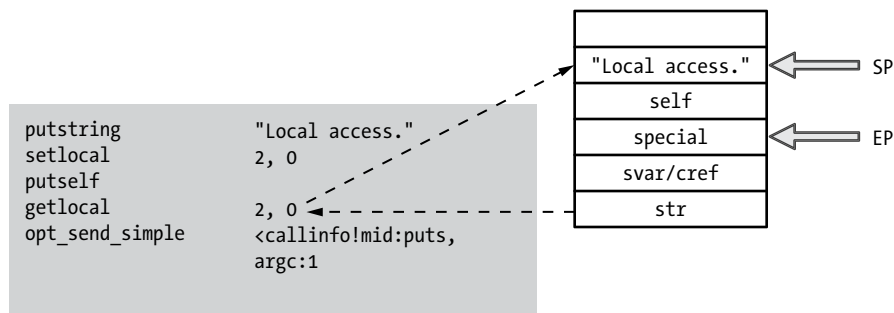 "Local access."
SP
self
special
EP
svar/cref
str
putstring "Local access."
setlocal 2, 0
putself
getlocal 2, 0
opt_send_simple <callinfo!mid:puts,
argc:1